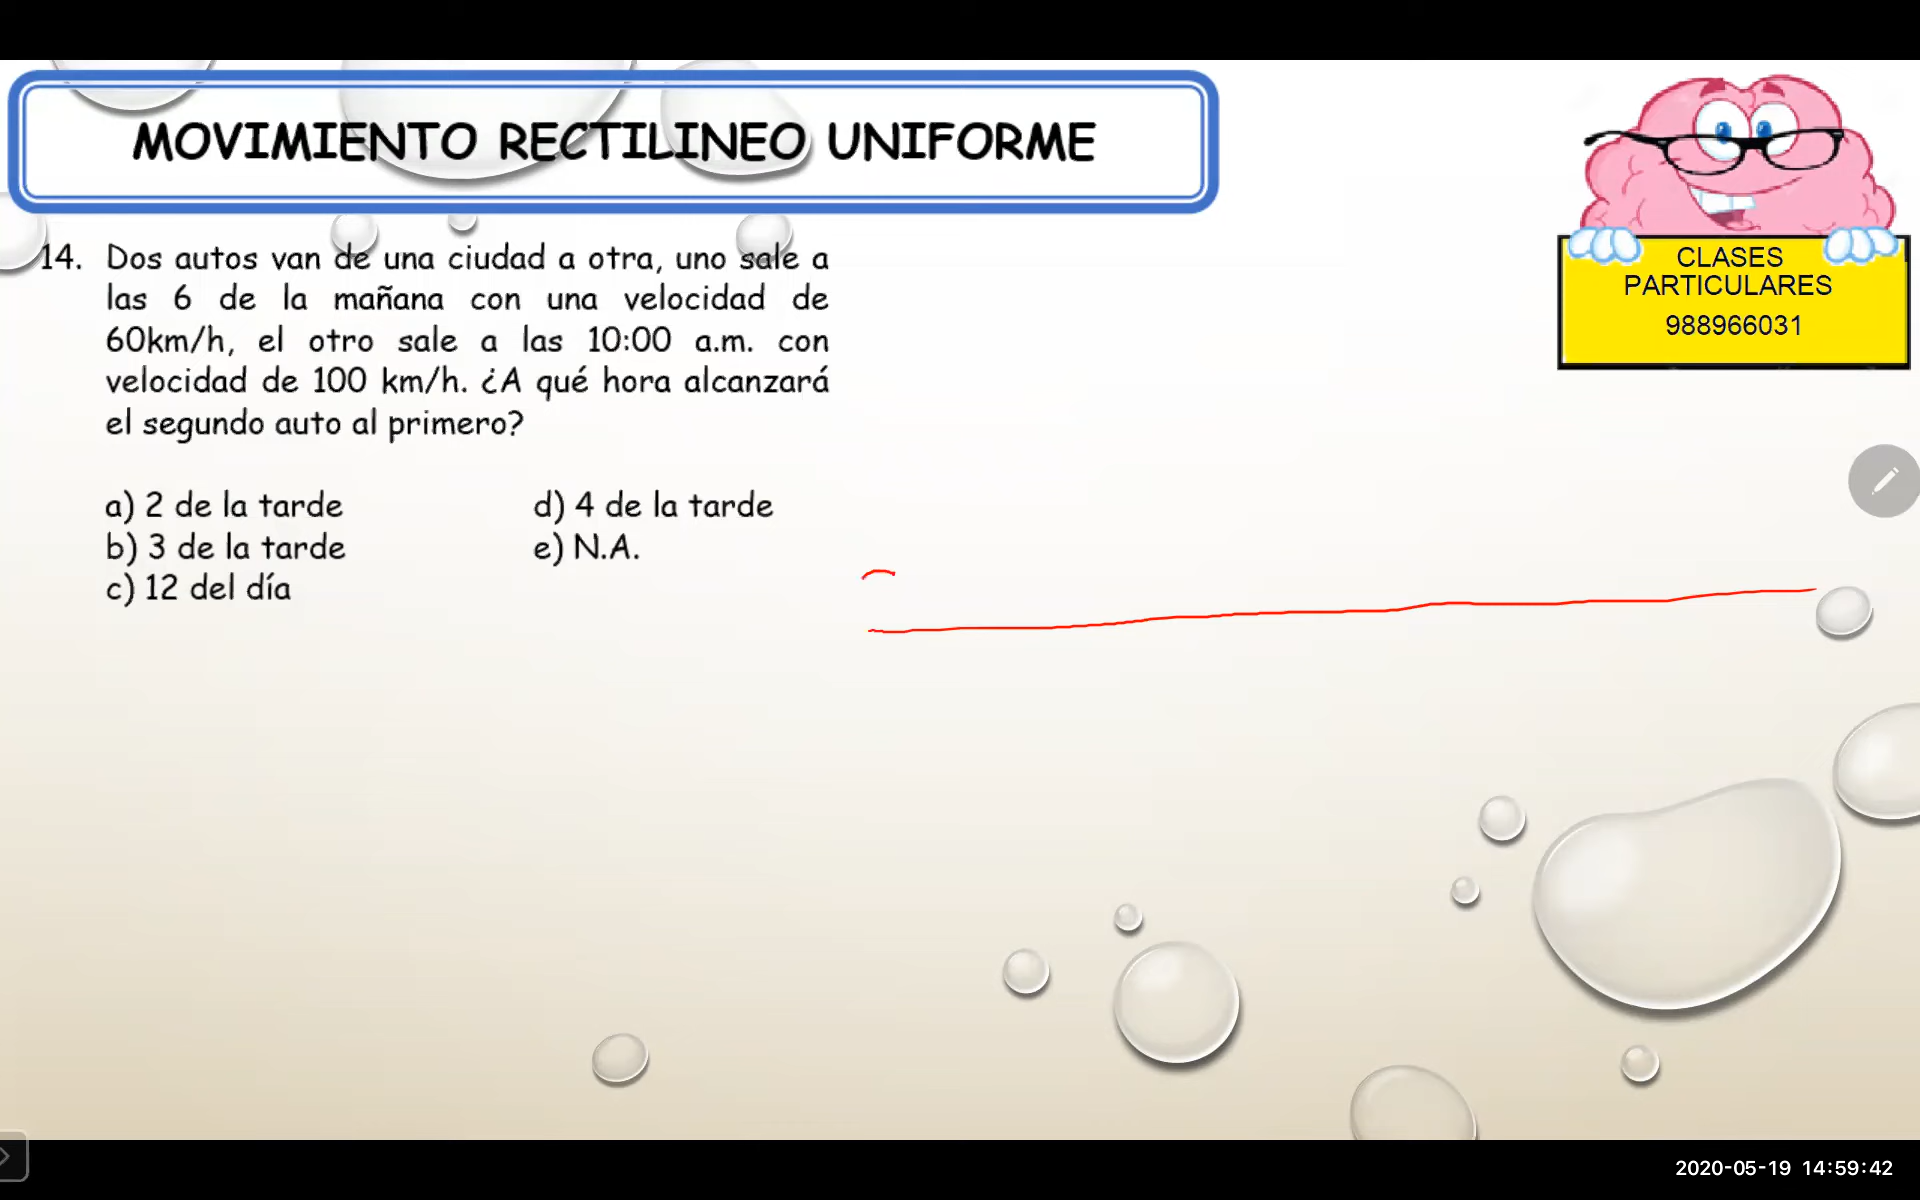 MOVIMIENTO RECTILINEO UNIFORME
CLASES
PARTICULARES
988966031
14. Dos autos van de una ciudad a otra, uno sale a
las 6 de la mañana con una velocidad de
60km/h, el otro sale a las 10:00 a.m. con
velocidad de 100 km/h. ¿A qué hora alcanzará
el segundo auto al primero?
a) 2 de la tarde
b) 3 de la tarde
c) 12 del día
d) 4 de la tarde
e) N.A.
2020-05-19 14:59:42